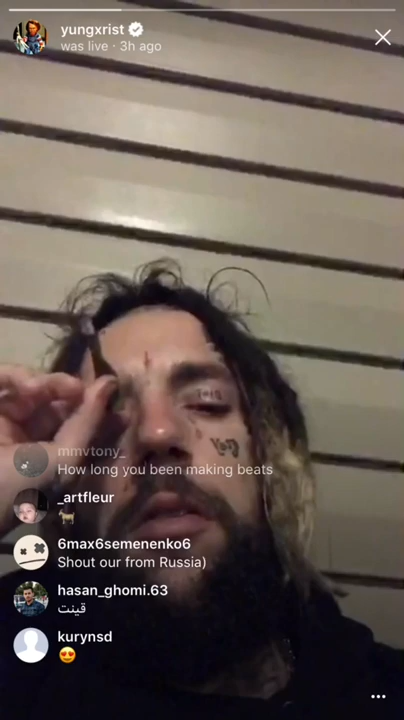 yungxrist
was live · 3h ago
mmvtony_
How long you been making beats
_artfleur
🐐
6max6semenenko6
Shout our from Russia)
hasan_ghomi.63
قینت
kurynsd
😍